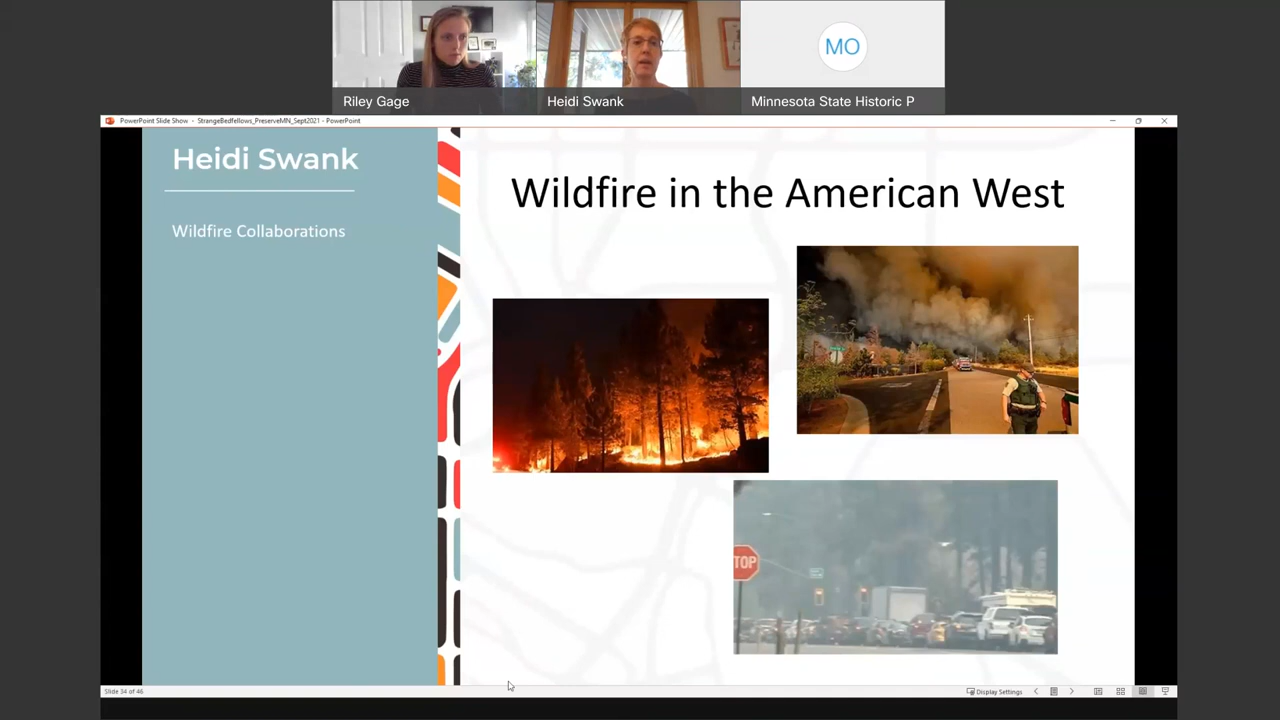 Riley Gage
Heidi Swank
MO
Minnesota State Historic P
PowerPoint Slide Show - StrangeBedfellows_PreserveMN_Sept2021 - PowerPoint
Heidi Swank
Wildfire Collaborations
Wildfire in the American West
TOP
Slide 34 of 46
Display Settings